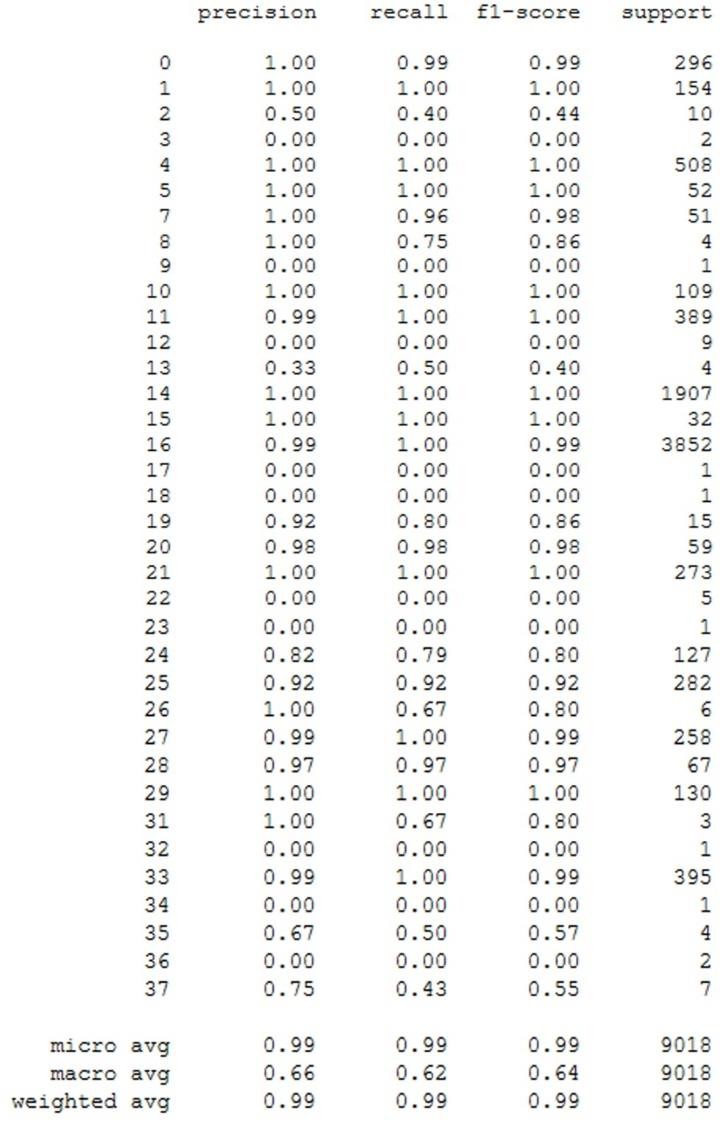 precision recall f1-score support
0 1.00 0.99 0.99 296
1 1.00 1.00 1.00 154
2 0.50 0.40 0.44 10
3 0.00 0.00 0.00 2
4 1.00 1.00 1.00 508
5 1.00 1.00 1.00 52
7 1.00 0.96 0.98 51
8 1.00 0.75 0.86 4
9 0.00 0.00 0.00 1
10 1.00 1.00 1.00 109
11 0.99 1.00 1.00 389
12 0.00 0.00 0.00 9
13 0.33 0.50 0.40 4
14 1.00 1.00 1.00 1907
15 1.00 1.00 1.00 32
16 0.99 1.00 0.99 3852
17 0.00 0.00 0.00 1
18 0.00 0.00 0.00 1
19 0.92 0.80 0.86 15
20 0.98 0.98 0.98 59
21 1.00 1.00 1.00 273
22 0.00 0.00 0.00 5
23 0.00 0.00 0.00 1
24 0.82 0.79 0.80 127
25 0.92 0.92 0.92 282
26 1.00 0.67 0.80 6
27 0.99 1.00 0.99 258
28 0.97 0.97 0.97 67
29 1.00 1.00 1.00 130
31 1.00 0.67 0.80 3
32 0.00 0.00 0.00 1
33 0.99 1.00 0.99 395
34 0.00 0.00 0.00 1
35 0.67 0.50 0.57 4
36 0.00 0.00 0.00 2
37 0.75 0.43 0.55 7
micro avg 0.99 0.99 0.99 9018
macro avg 0.66 0.62 0.64 9018
weighted avg 0.99 0.99 0.99 9018